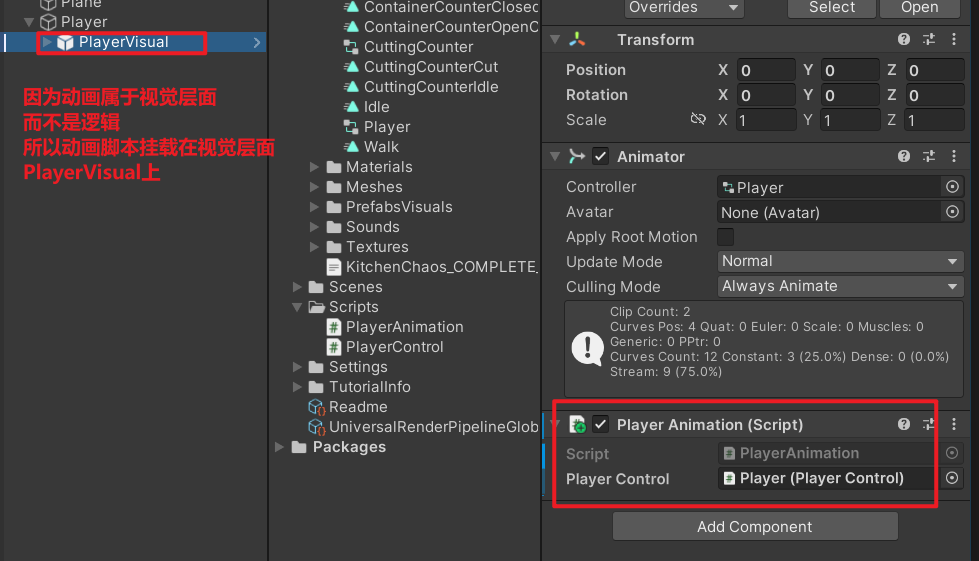 Plane
Player
PlayerVisual
因为动画属于视觉层面
而不是逻辑
所以动画脚本挂载在视觉层面
PlayerVisual上
ContainerCounterClosed
ContainerCounterOpenC
CuttingCounter
CuttingCounterCut
CuttingCounterIdle
Idle
Player
Walk
Materials
Meshes
PrefabsVisuals
Sounds
Textures
KitchenChaos_COMPLETE_
Scenes
Scripts
PlayerAnimation
PlayerControl
Settings
TutorialInfo
Readme
UniversalRenderPipelineGlob
Packages
Overrides Select Open
Transform
Position X 0 Y 0 Z 0
Rotation X 0 Y 0 Z 0
Scale X 1 Y 1 Z 1
Animator
Controller Player
Avatar None (Avatar)
Apply Root Motion
Update Mode Normal
Culling Mode Always Animate
Clip Count: 2
Curves Pos: 4 Quat: 0 Euler: 0 Scale: 0 Muscles: 0
Generic: 0 PPtr: 0
Curves Count: 12 Constant: 3 (25.0%) Dense: 0 (0.0%)
Stream: 9 (75.0%)
Player Animation (Script)
Script PlayerAnimation
Player Control Player (Player Control)
Add Component